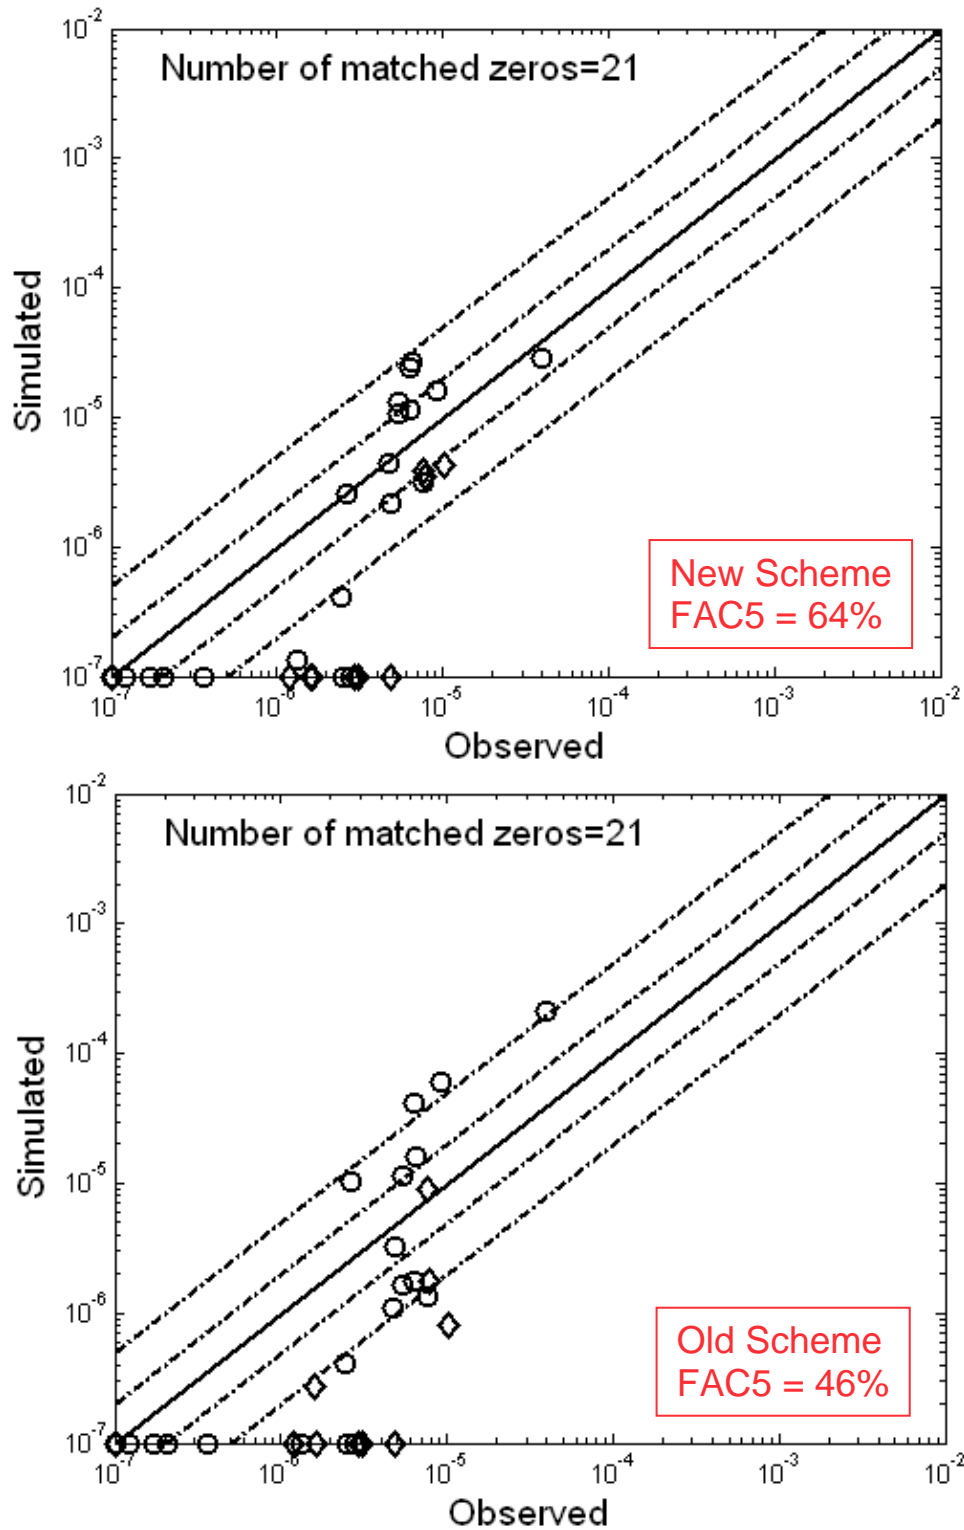 10-2
Number of matched zeros=21
10-3
10-4
Simulated
10-5
10-6
New Scheme
FAC5 = 64%
10-7
10-7 10-6 10-5 10-4 10-3 10-2
Observed
10-2
Number of matched zeros=21
10-3
10-4
Simulated
10-5
10-6
Old Scheme
FAC5 = 46%
10-7
10-7 10-6 10-5 10-4 10-3 10-2
Observed